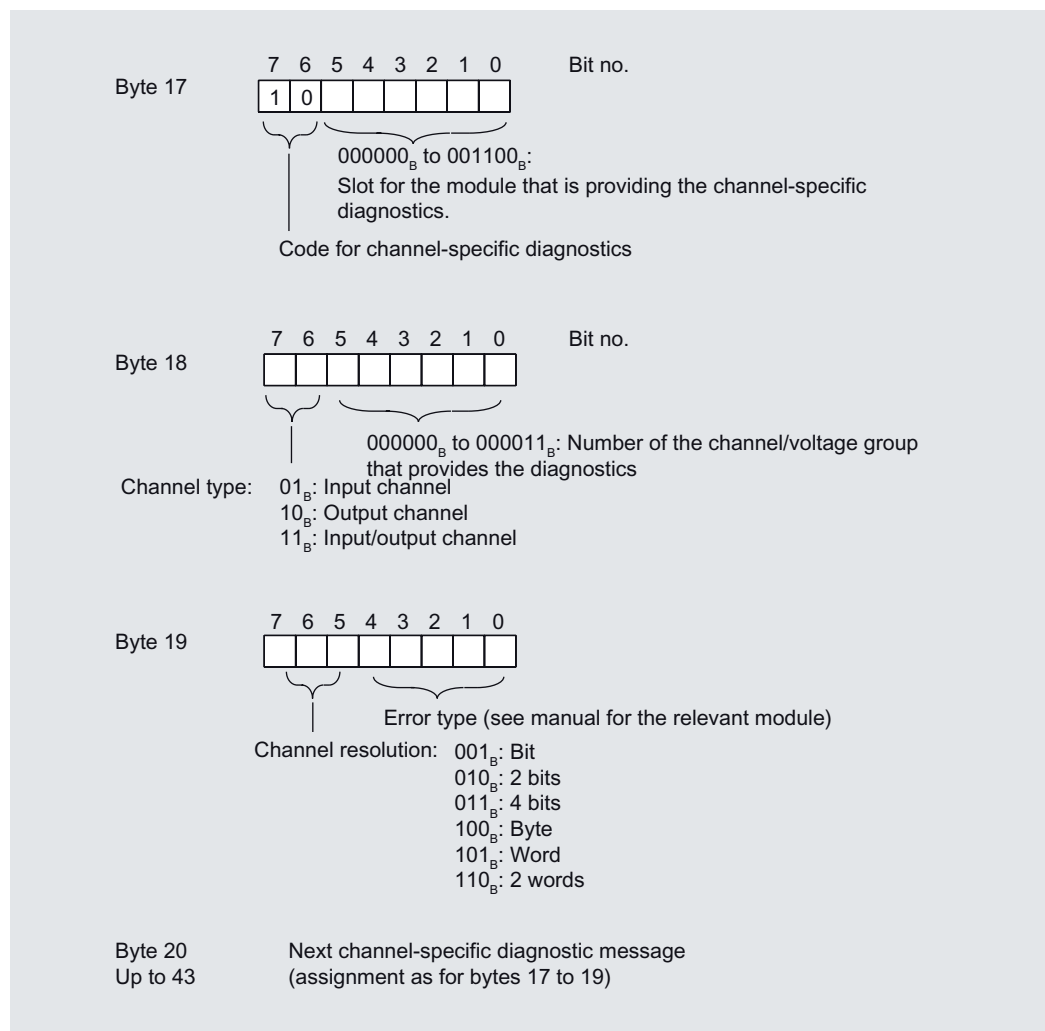 7 6 5 4 3 2 1 0 Bit no.
Byte 17
1 0
000000B to 001100B:
Slot for the module that is providing the channel-specific
diagnostics.
Code for channel-specific diagnostics
7 6 5 4 3 2 1 0 Bit no.
Byte 18
000000B to 000011B: Number of the channel/voltage group
that provides the diagnostics
Channel type: 01B: Input channel
10B: Output channel
11B: Input/output channel
7 6 5 4 3 2 1 0
Byte 19
Error type (see manual for the relevant module)
Channel resolution: 001B: Bit
010B: 2 bits
011B: 4 bits
100B: Byte
101B: Word
110B: 2 words
Byte 20 Next channel-specific diagnostic message
Up to 43 (assignment as for bytes 17 to 19)